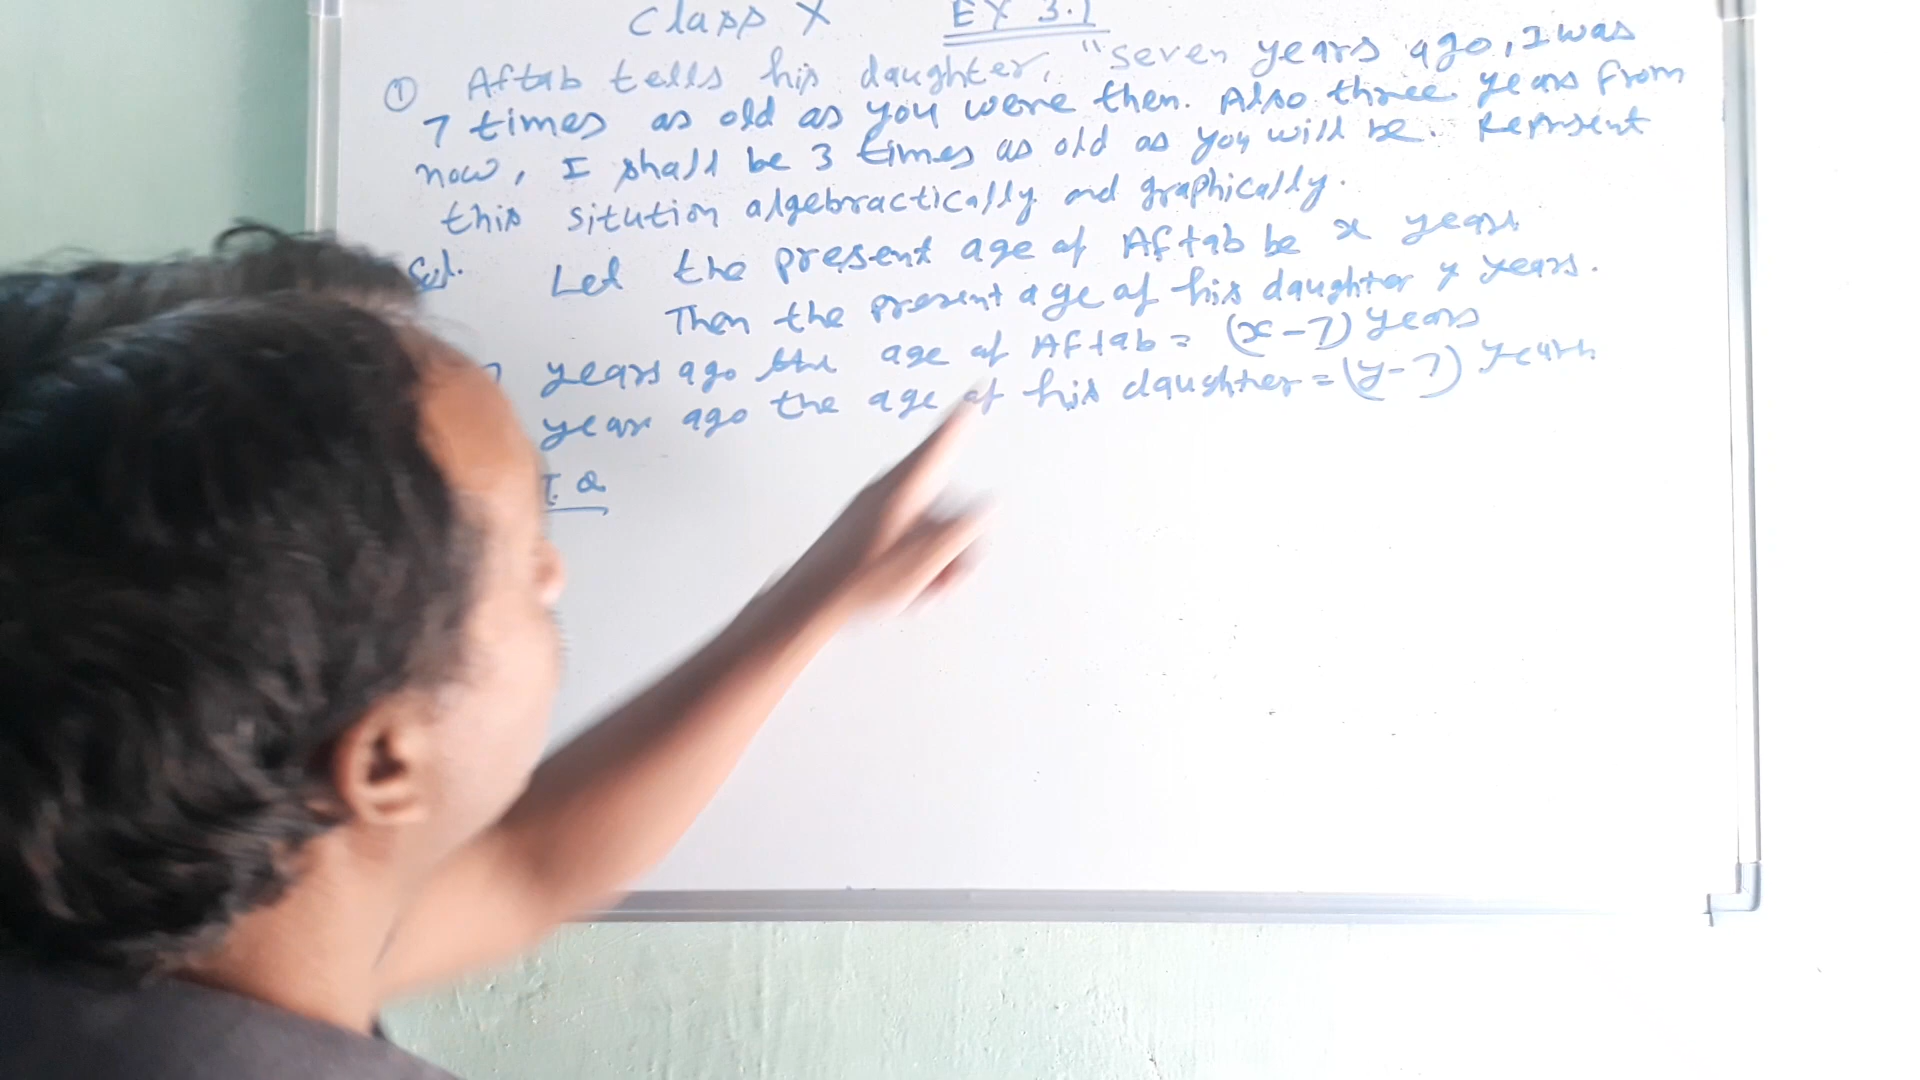 Class X EX 3.1
① Aftab tells his daughter, "seven years ago, I was
7 times as old as you were then. Also three years from
now, I shall be 3 times as old as you will be. Represent
this sitution algebractically and graphically.
Sol. Let the present age of Aftab be x years
Then the present age of his daughter y years.
7 years ago the age of Aftab = (x-7) years
year ago the age of his daughter = (y-7) years
T. Q